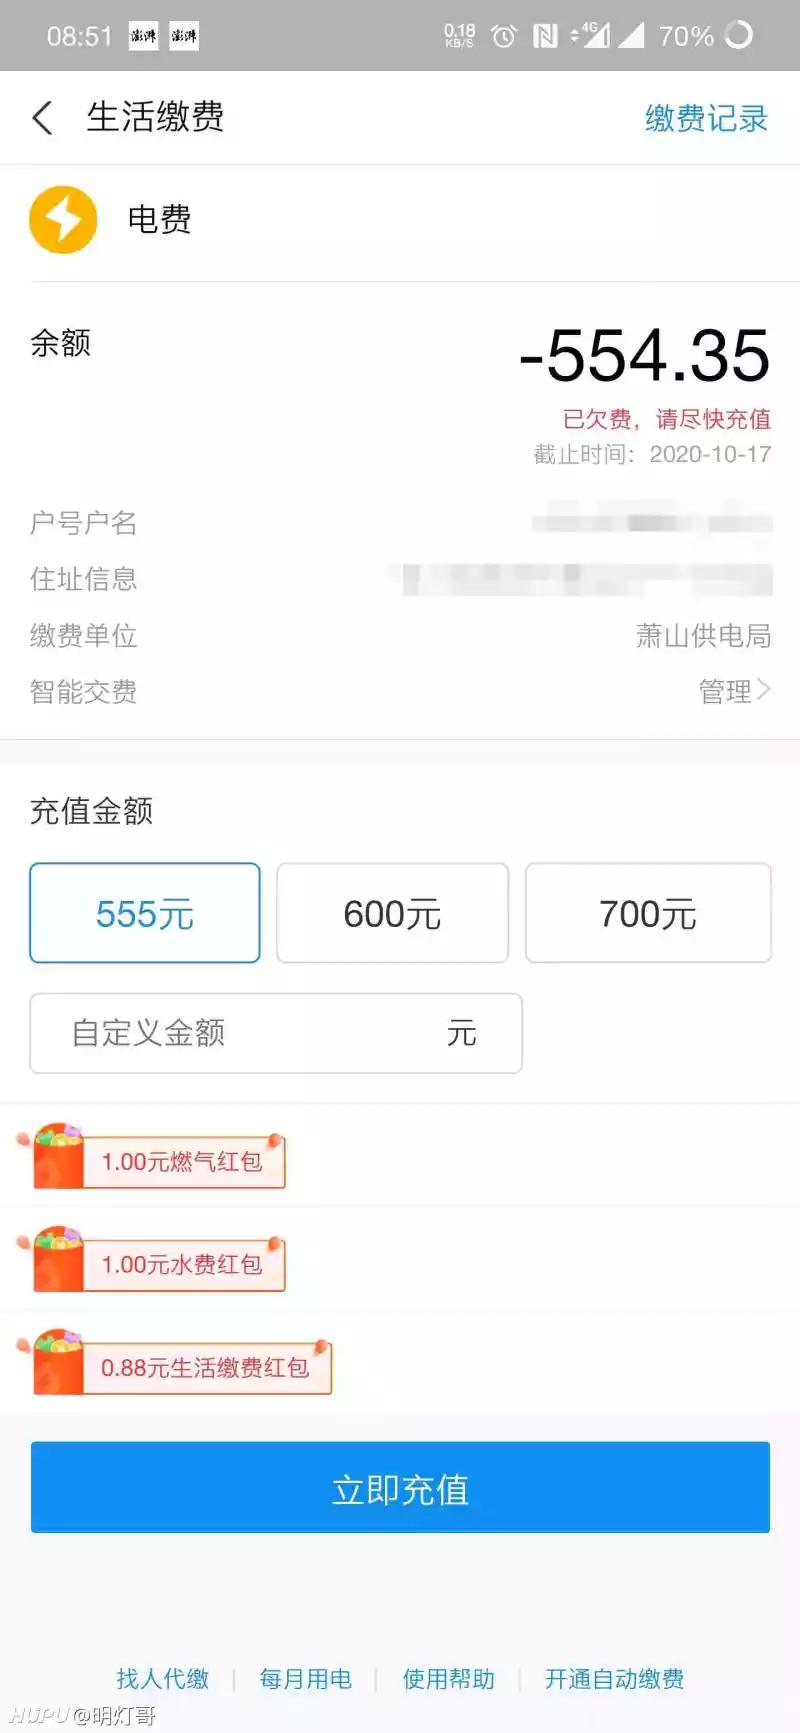 08:51 澎湃 澎湃 0.18 KB/S 4G 70%
生活缴费 缴费记录
电费
余额 -554.35
已欠费，请尽快充值
截止时间：2020-10-17
户号户名
住址信息
缴费单位 萧山供电局
智能交费 管理
充值金额
555元 600元 700元
自定义金额 元
1.00元燃气红包
1.00元水费红包
0.88元生活缴费红包
立即充值
找人代缴 每月用电 使用帮助 开通自动缴费
HUPU@明灯哥